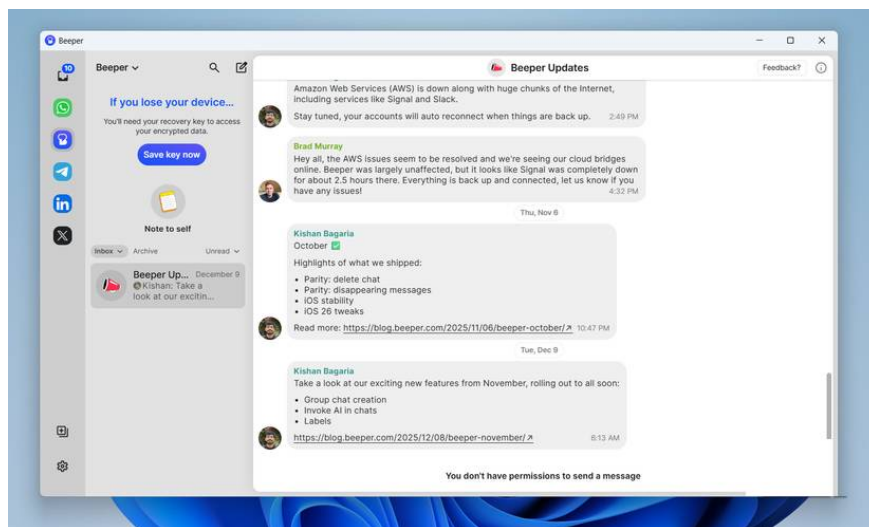 Beeper
10
Beeper
If you lose your device...
You'll need your recovery key to access
your encrypted data.
Save key now
Note to self
Inbox
Archive
Unread
Beeper Up... December 9
Kishan: Take a
look at our excitin...
Beeper Updates
Feedback?
Amazon Web Services (AWS) is down along with huge chunks of the Internet,
including services like Signal and Slack.
Stay tuned, your accounts will auto reconnect when things are back up. 2:49 PM
Brad Murray
Hey all, the AWS issues seem to be resolved and we're seeing our cloud bridges
online. Beeper was largely unaffected, but it looks like Signal was completely down
for about 2.5 hours there. Everything is back up and connected, let us know if you
have any issues! 4:32 PM
Thu, Nov 6
Kishan Bagaria
October ✅
Highlights of what we shipped:
• Parity: delete chat
• Parity: disappearing messages
• iOS stability
• iOS 26 tweaks
Read more: https://blog.beeper.com/2025/11/06/beeper-october/↗ 10:47 PM
Tue, Dec 9
Kishan Bagaria
Take a look at our exciting new features from November, rolling out to all soon:
• Group chat creation
• Invoke AI in chats
• Labels
https://blog.beeper.com/2025/12/08/beeper-november/↗ 6:13 AM
You don't have permissions to send a message